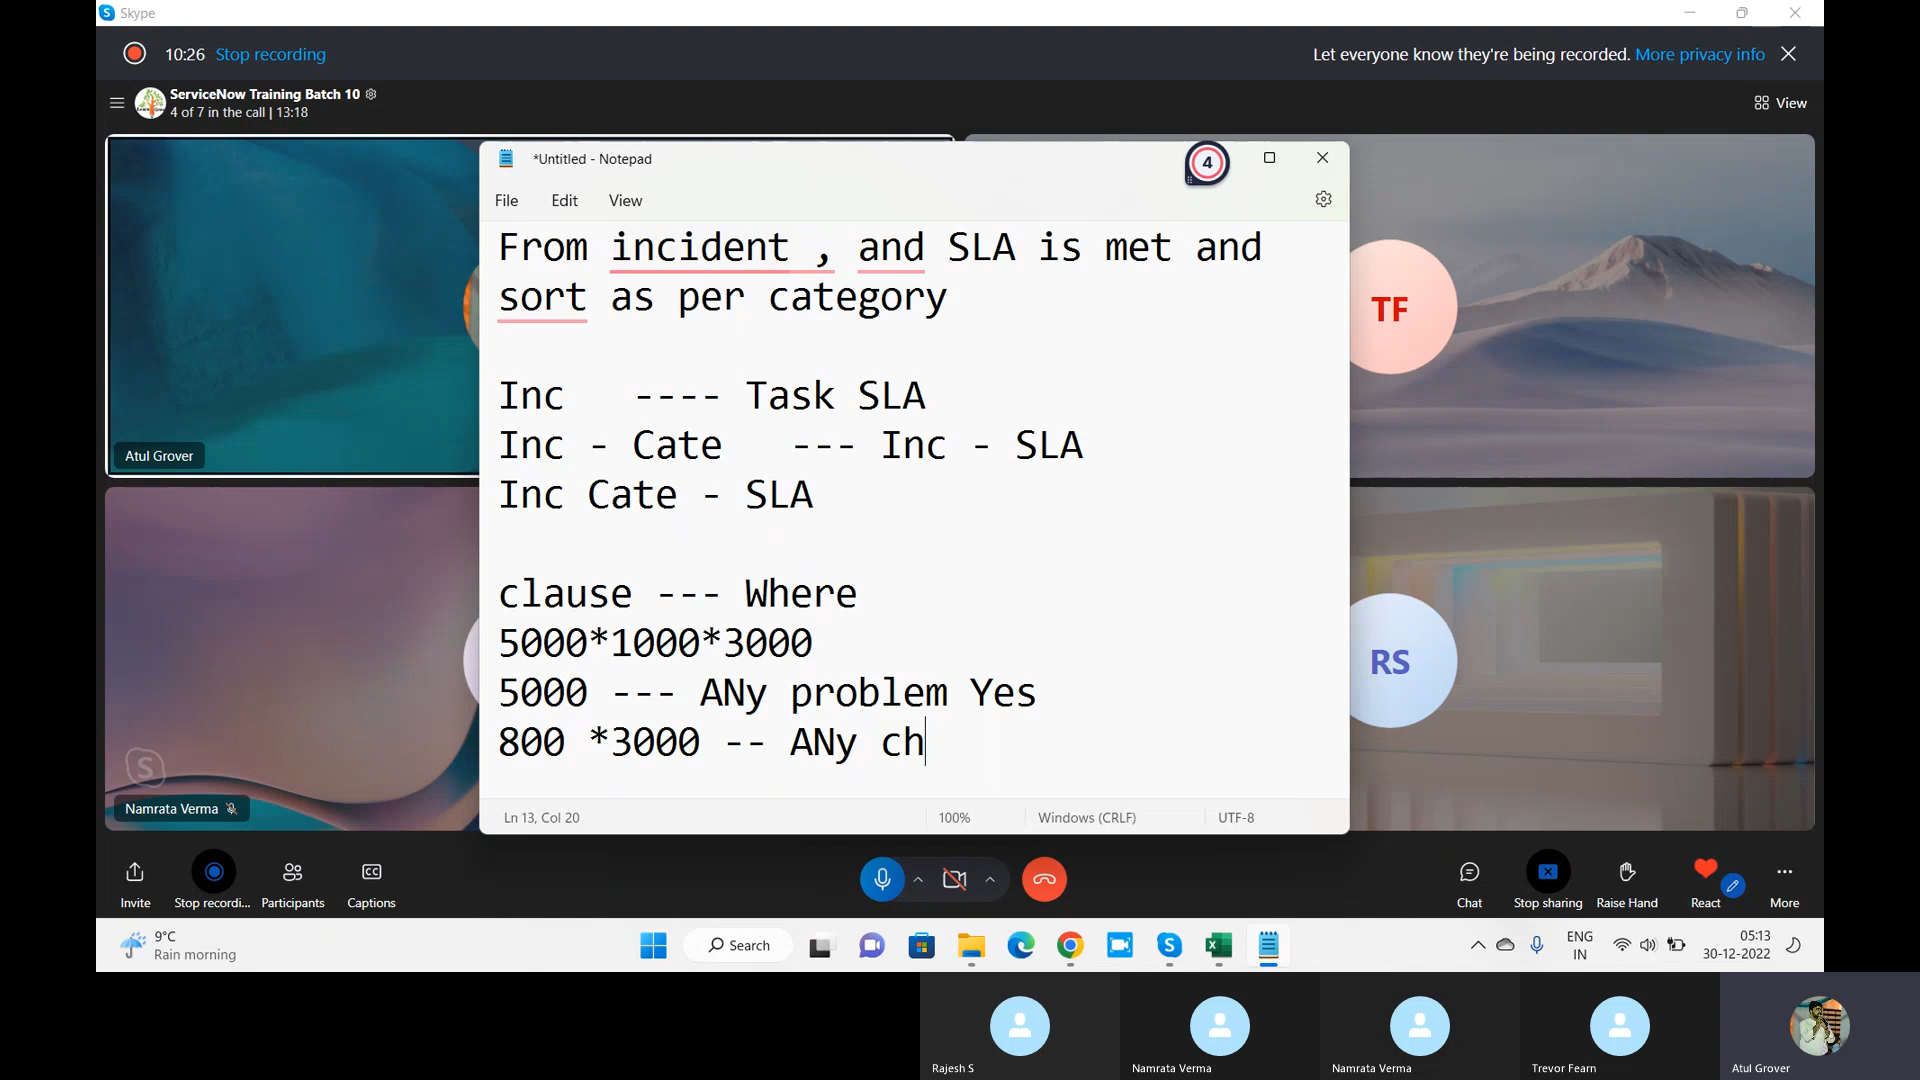 Skype
10:26 Stop recording
Let everyone know they're being recorded. More privacy info
ServiceNow Training Batch 10
4 of 7 in the call | 13:18
View
*Untitled - Notepad
4
File Edit View
From incident , and SLA is met and
sort as per category
Inc   ---- Task SLA
Inc - Cate   --- Inc - SLA
Inc Cate - SLA
clause --- Where
5000*1000*3000
5000 --- ANy problem Yes
800 *3000 -- ANy ch
Ln 13, Col 20
100%
Windows (CRLF)
UTF-8
Atul Grover
TF
Namrata Verma
RS
Invite
Stop recordi...
Participants
Captions
Chat
Stop sharing
Raise Hand
React
More
9°C
Rain morning
Search
ENG
IN
05:13
30-12-2022
Rajesh S
Namrata Verma
Namrata Verma
Trevor Fearn
Atul Grover